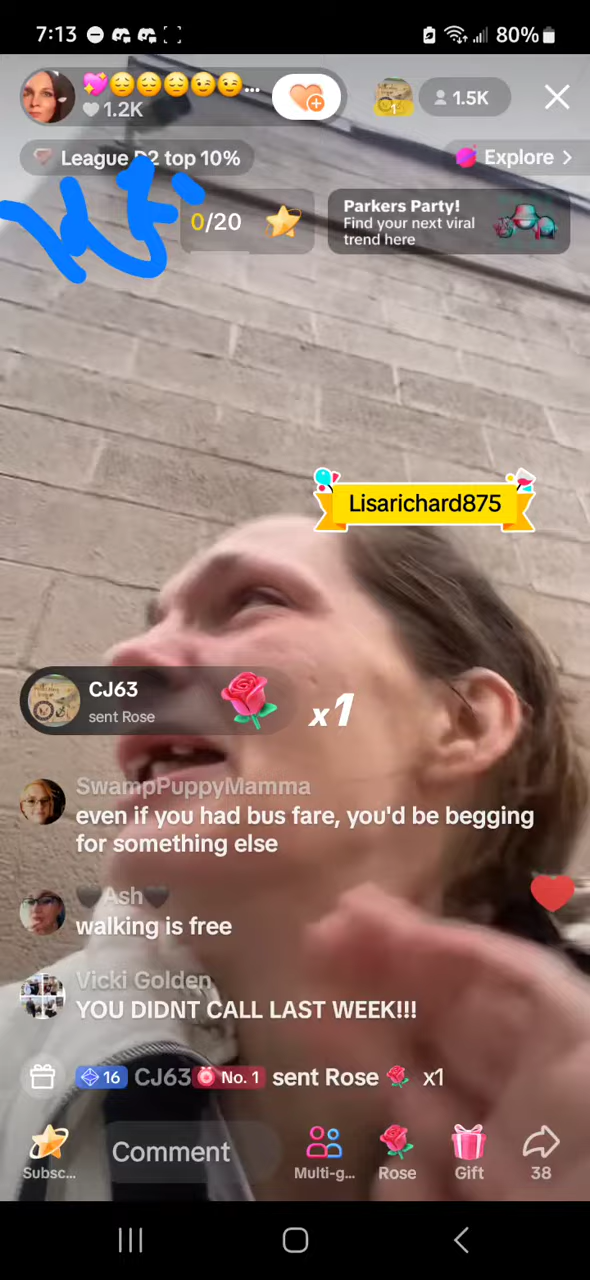 7:13
80%
1.2K
1
1.5K
League D2 top 10%
Explore >
0/20
Parkers Party!
Find your next viral
trend here
Lisarichard875
CJ63
sent Rose
x1
SwampPuppyMamma
even if you had bus fare, you'd be begging
for something else
🖤Ash🖤
walking is free
Vicki Golden
YOU DIDNT CALL LAST WEEK!!!
16 CJ63 No. 1 sent Rose x1
Comment
Subsc... Multi-g... Rose Gift 38